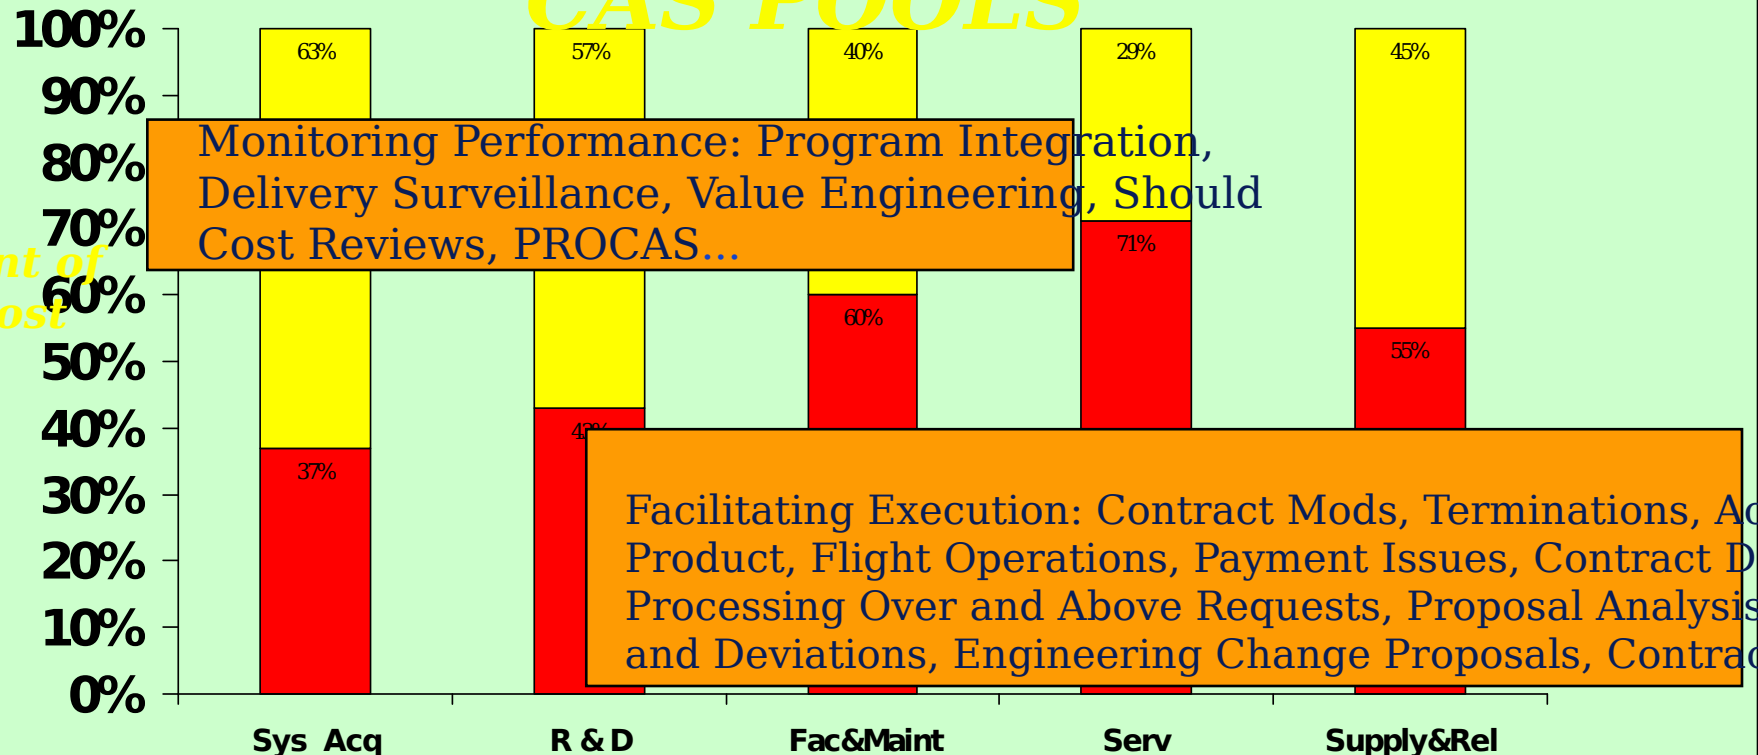 CAS POOLS
100%
90%
80%
70%
60%
50%
40%
30%
20%
10%
0%
of
63%
57%
40%
29%
45%
Monitoring Performance: Program Integration,
Delivery Surveillance, Value Engineering, Should
Cost Reviews, PROCAS...
71%
60%
55%
37%
Facilitating Execution: Contract Mods, Terminations,
Product, Flight Operations, Payment Issues, Contract
Processing Over and Above Requests, Proposal Analysis
and Deviations, Engineering Change Proposals,
Sys Acq
R & D
Fac&Maint
Serv
Supply&Rel